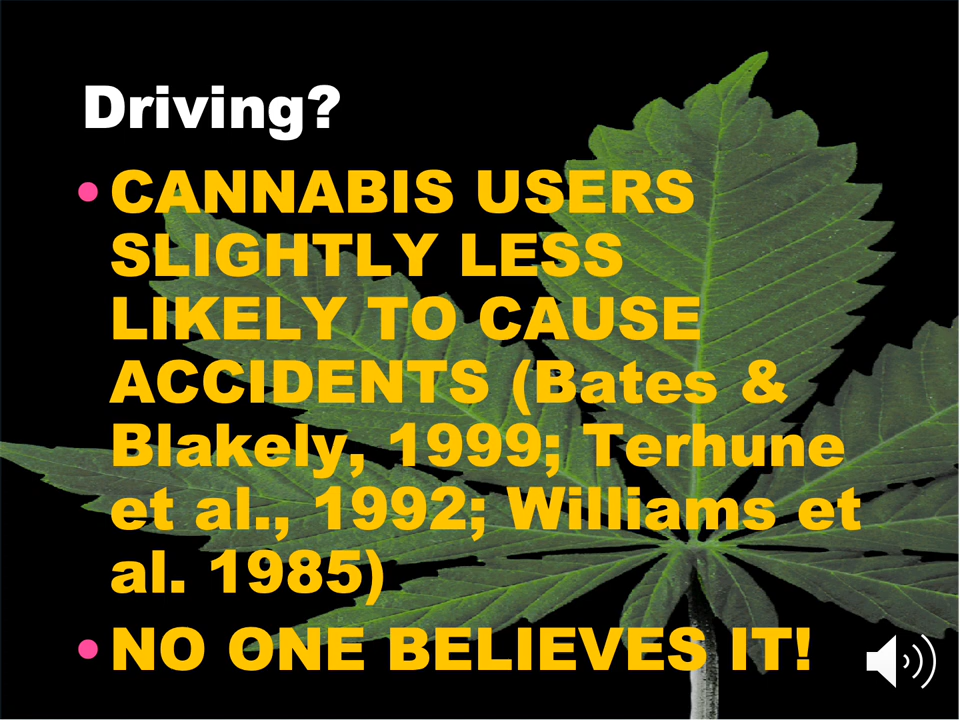 Driving?
•CANNABIS USERS
SLIGHTLY LESS
LIKELY TO CAUSE
ACCIDENTS (Bates &
Blakely, 1999; Terhune
et al., 1992; Williams et
al. 1985)
•NO ONE BELIEVES IT!